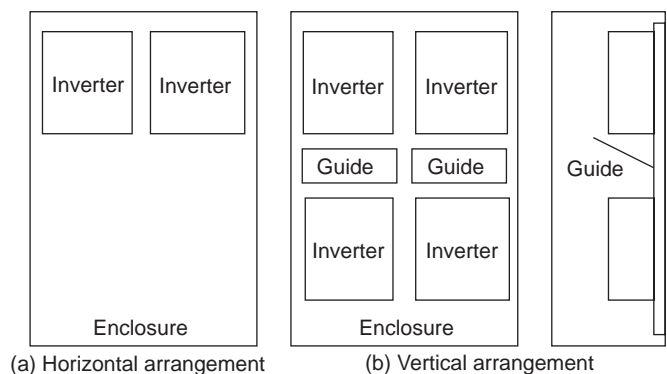 Inverter Inverter
Enclosure
(a) Horizontal arrangement
Inverter Inverter
Guide Guide
Inverter Inverter
Enclosure
Guide
(b) Vertical arrangement